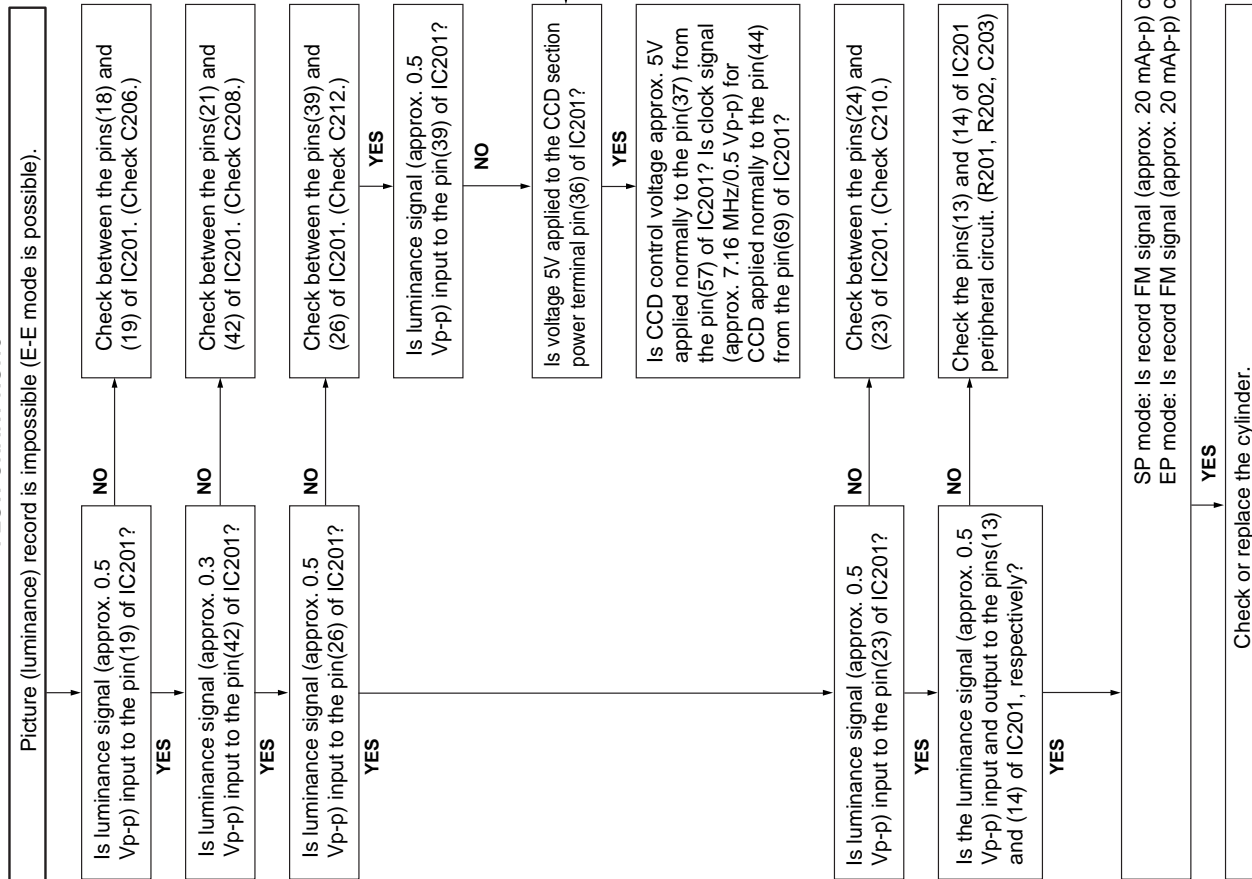 Picture (luminance) record is impossible (E-E mode is possible).
Is luminance signal (approx. 0.5
Vp-p) input to the pin(19) of IC201?
NO
Check between the pins(18) and
(19) of IC201. (Check C206.)
YES
Is luminance signal (approx. 0.3
Vp-p) input to the pin(42) of IC201?
NO
Check between the pins(21) and
(42) of IC201. (Check C208.)
YES
Is luminance signal (approx. 0.5
Vp-p) input to the pin(26) of IC201?
NO
Check between the pins(39) and
(26) of IC201. (Check C212.)
YES
YES
Is luminance signal (approx. 0.5
Vp-p) input to the pin(39) of IC201?
NO
Is voltage 5V applied to the CCD section
power terminal pin(36) of IC201?
YES
Is CCD control voltage approx. 5V
applied normally to the pin(37) from
the pin(57) of IC201? Is clock signal
(approx. 7.16 MHz/0.5 Vp-p) for
CCD applied normally to the pin(44)
from the pin(69) of IC201?
Is luminance signal (approx. 0.5
Vp-p) input to the pin(23) of IC201?
NO
Check between the pins(24) and
(23) of IC201. (Check C210.)
YES
Is the luminance signal (approx. 0.5
Vp-p) input and output to the pins(13)
and (14) of IC201, respectively?
NO
Check the pins(13) and (14) of IC201
peripheral circuit. (R201, R202, C203)
YES
SP mode: Is record FM signal (approx. 20 mAp-p)
EP mode: Is record FM signal (approx. 20 mAp-p)
YES
Check or replace the cylinder.